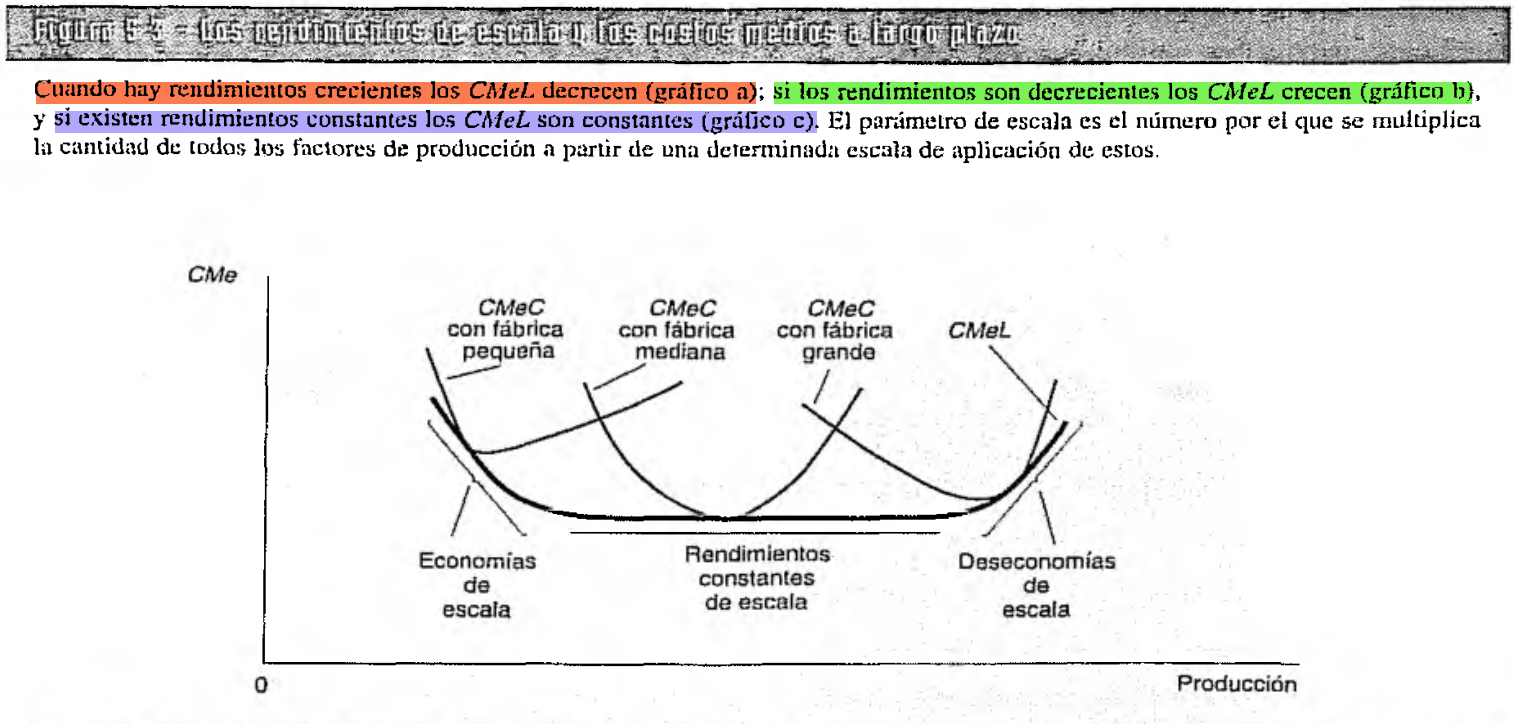 Figura 5-3 - Los rendimientos de escala y los costos medios a largo plazo
Cuando hay rendimientos crecientes los CMeL decrecen (gráfico a); si los rendimientos son decrecientes los CMeL crecen (gráfico b),
y si existen rendimientos constantes los CMeL son constantes (gráfico c). El parámetro de escala es el número por el que se multiplica
la cantidad de todos los factores de producción a partir de una determinada escala de aplicación de estos.
CMe
CMeC
con fábrica
pequeña
CMeC
con fábrica
mediana
CMeC
con fábrica
grande
CMeL
Economías
de
escala
Rendimientos
constantes
de escala
Deseconomías
de
escala
0
Producción